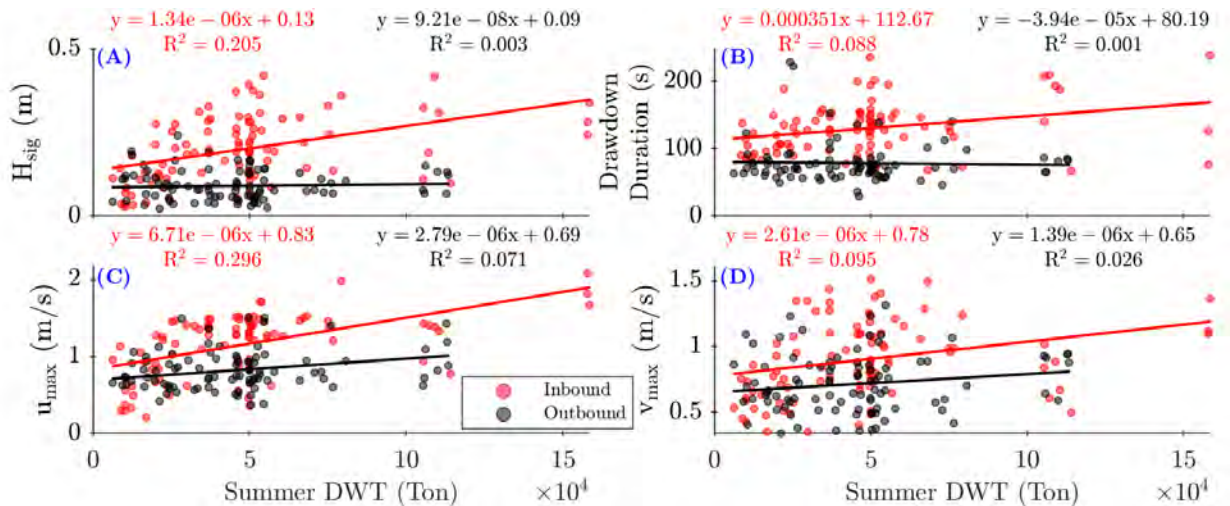 y = 1.34e − 06x + 0.13 y = 9.21e − 08x + 0.09
R² = 0.205 R² = 0.003
(A)
0.5
0
H_sig (m)
y = 0.000351x + 112.67 y = −3.94e − 05x + 80.19
R² = 0.088 R² = 0.001
(B)
200
100
0
Drawdown
Duration (s)
y = 6.71e − 06x + 0.83 y = 2.79e − 06x + 0.69
R² = 0.296 R² = 0.071
(C)
2
1
0
u_max (m/s)
Inbound
Outbound
0 5 10 15
Summer DWT (Ton) ×10⁴
y = 2.61e − 06x + 0.78 y = 1.39e − 06x + 0.65
R² = 0.095 R² = 0.026
(D)
1.5
1
0.5
v_max (m/s)
0 5 10 15
Summer DWT (Ton) ×10⁴